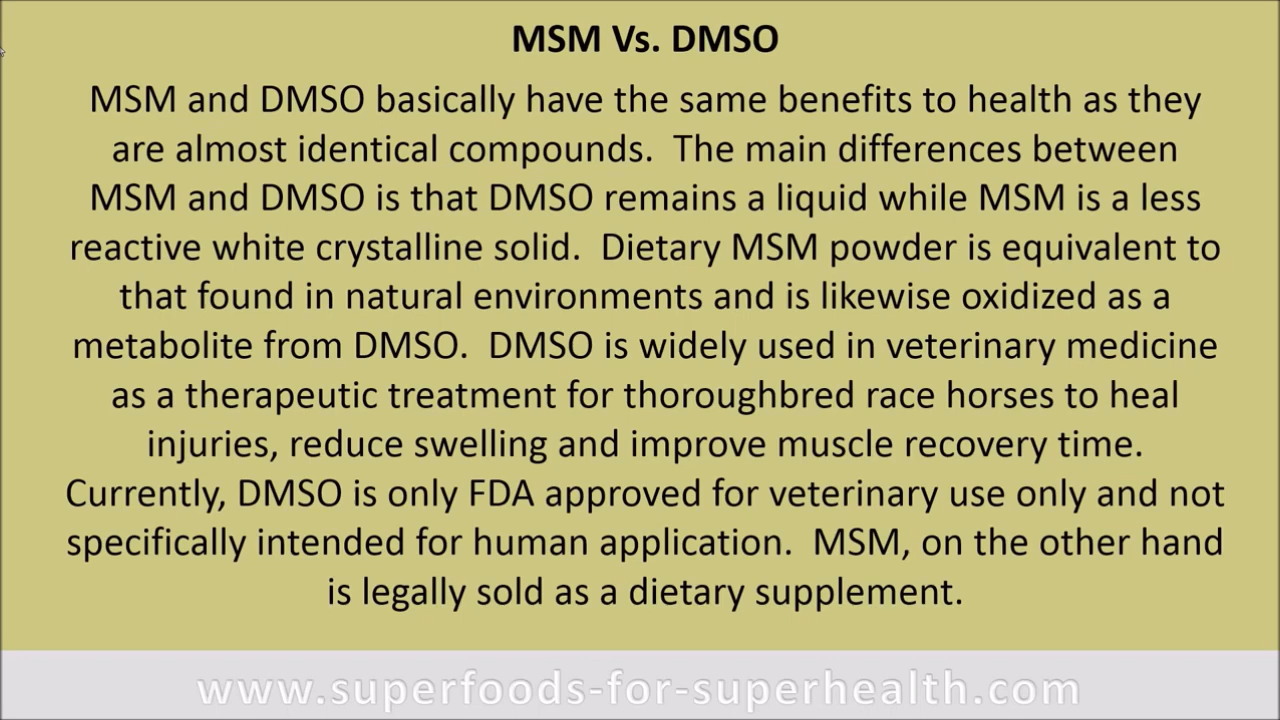 MSM Vs. DMSO
MSM and DMSO basically have the same benefits to health as they
are almost identical compounds.  The main differences between
MSM and DMSO is that DMSO remains a liquid while MSM is a less
reactive white crystalline solid.  Dietary MSM powder is equivalent to
that found in natural environments and is likewise oxidized as a
metabolite from DMSO.  DMSO is widely used in veterinary medicine
as a therapeutic treatment for thoroughbred race horses to heal
injuries, reduce swelling and improve muscle recovery time.
Currently, DMSO is only FDA approved for veterinary use only and not
specifically intended for human application.  MSM, on the other hand
is legally sold as a dietary supplement.
www.superfoods-for-superhealth.com